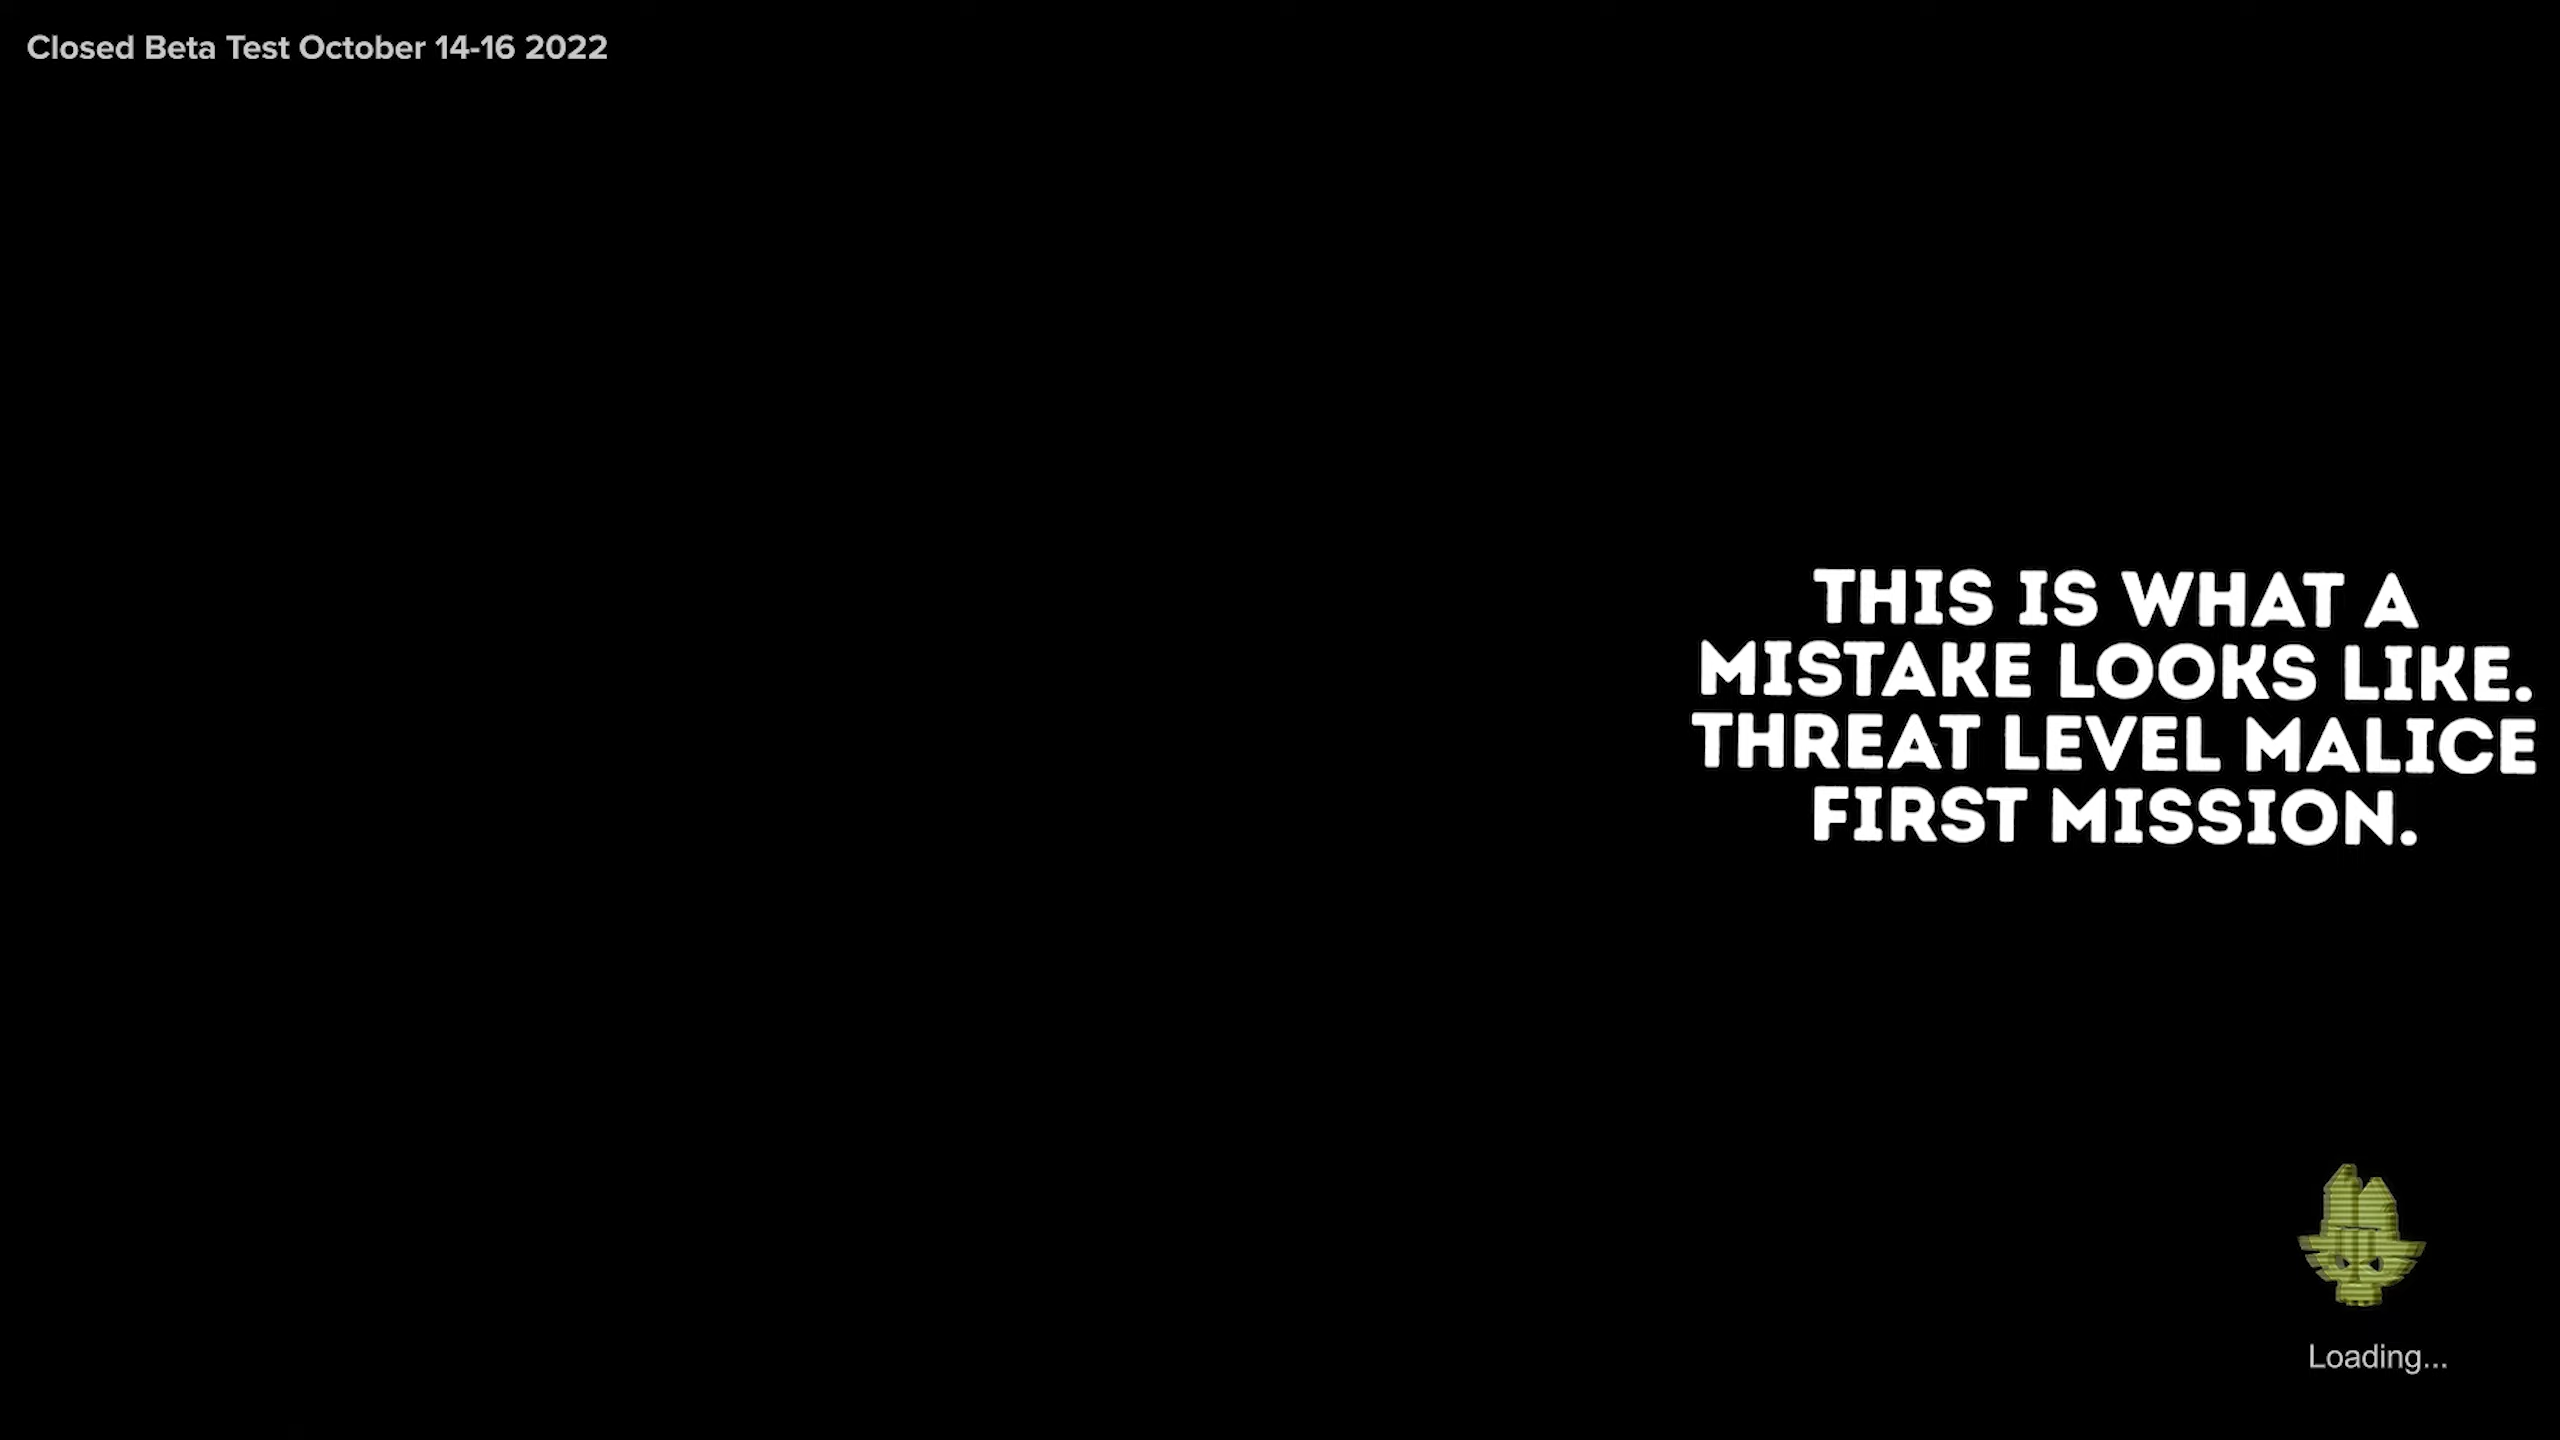 Closed Beta Test October 14-16 2022
THIS IS WHAT A
MISTAKE LOOKS LIKE.
THREAT LEVEL MALICE
FIRST MISSION.
Loading...